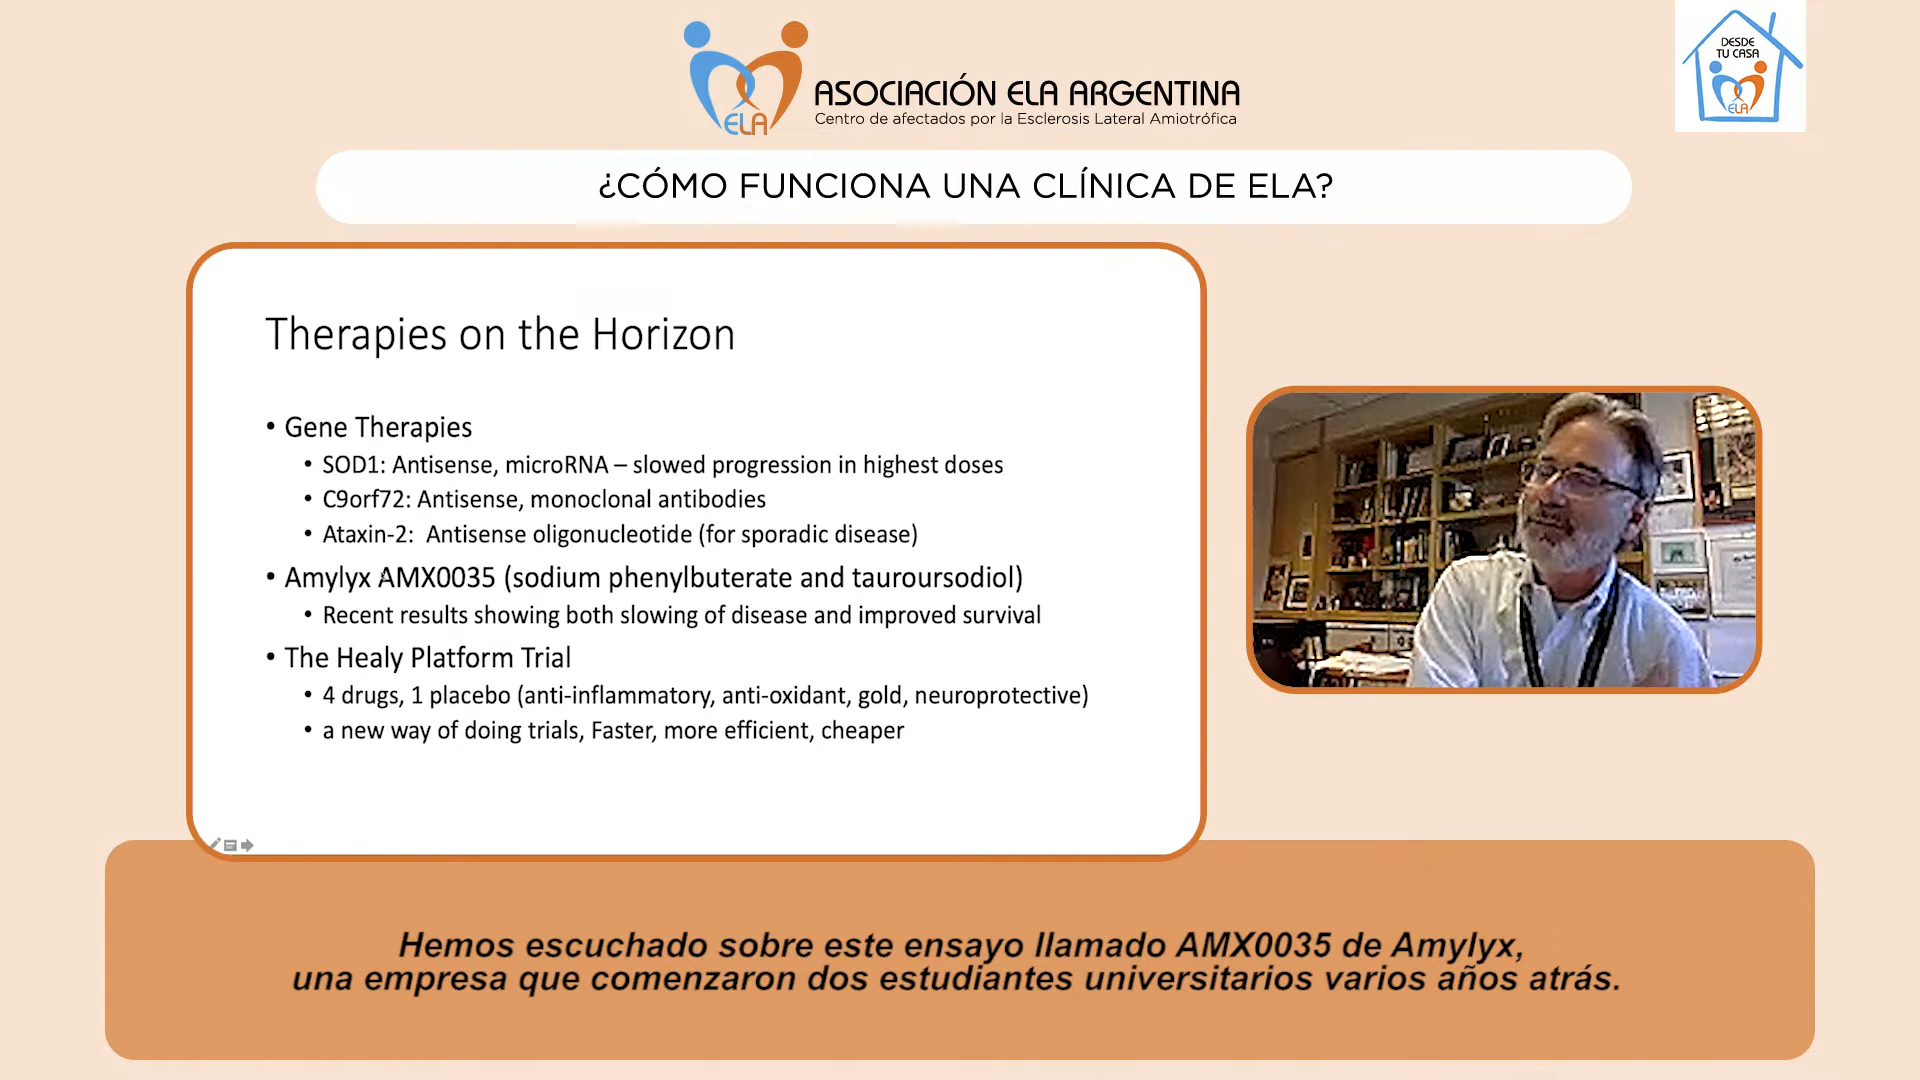 ELA
ASOCIACIÓN ELA ARGENTINA
Centro de afectados por la Esclerosis Lateral Amiotrófica
DESDE
TU CASA
ELA
¿CÓMO FUNCIONA UNA CLÍNICA DE ELA?
Therapies on the Horizon
• Gene Therapies
• SOD1: Antisense, microRNA – slowed progression in highest doses
• C9orf72: Antisense, monoclonal antibodies
• Ataxin-2: Antisense oligonucleotide (for sporadic disease)
• Amylyx AMX0035 (sodium phenylbuterate and tauroursodiol)
• Recent results showing both slowing of disease and improved survival
• The Healy Platform Trial
• 4 drugs, 1 placebo (anti-inflammatory, anti-oxidant, gold, neuroprotective)
• a new way of doing trials, Faster, more efficient, cheaper
Hemos escuchado sobre este ensayo llamado AMX0035 de Amylyx,
una empresa que comenzaron dos estudiantes universitarios varios años atrás.